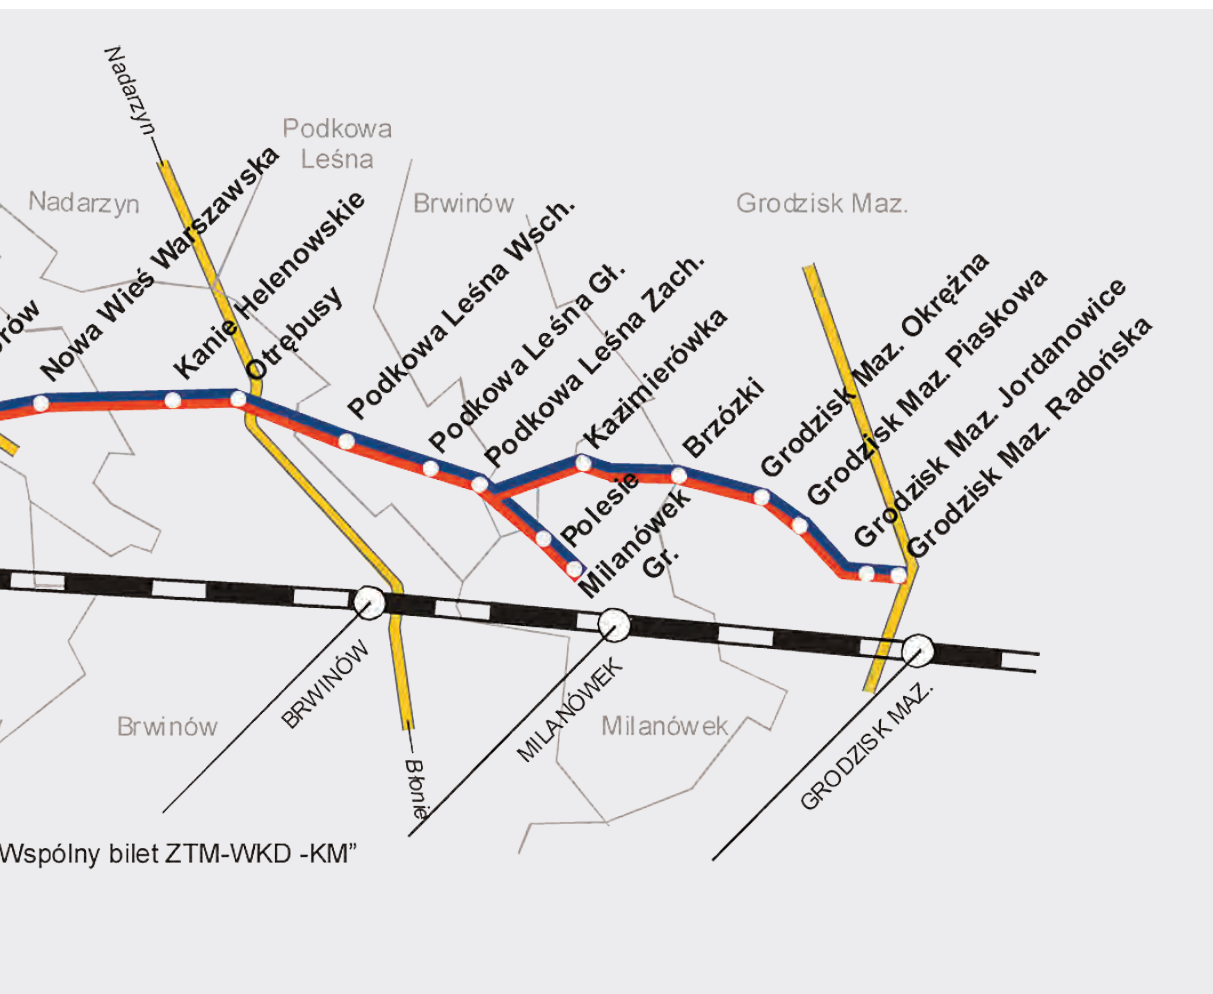 Nadarzyn
Podkowa
Leśna
Nadarzyn
Brwinów
Grodzisk Maz.
Nowa Wieś Warszawska
Kanie Helenowskie
Otrębusy
Podkowa Leśna Wsch.
Podkowa Leśna Gł.
Podkowa Leśna Zach.
Kazimierówka
Brzózki
Grodzisk Maz. Okrężna
Grodzisk Maz. Piaskowa
Grodzisk Maz. Jordanowice
Grodzisk Maz. Radońska
Polesie
Milanówek
Gr.
BRWINÓW
MILANÓWEK
GRODZISK MAZ.
Brwinów
Milanówek
Błonie
Wspólny bilet ZTM-WKD -KM”